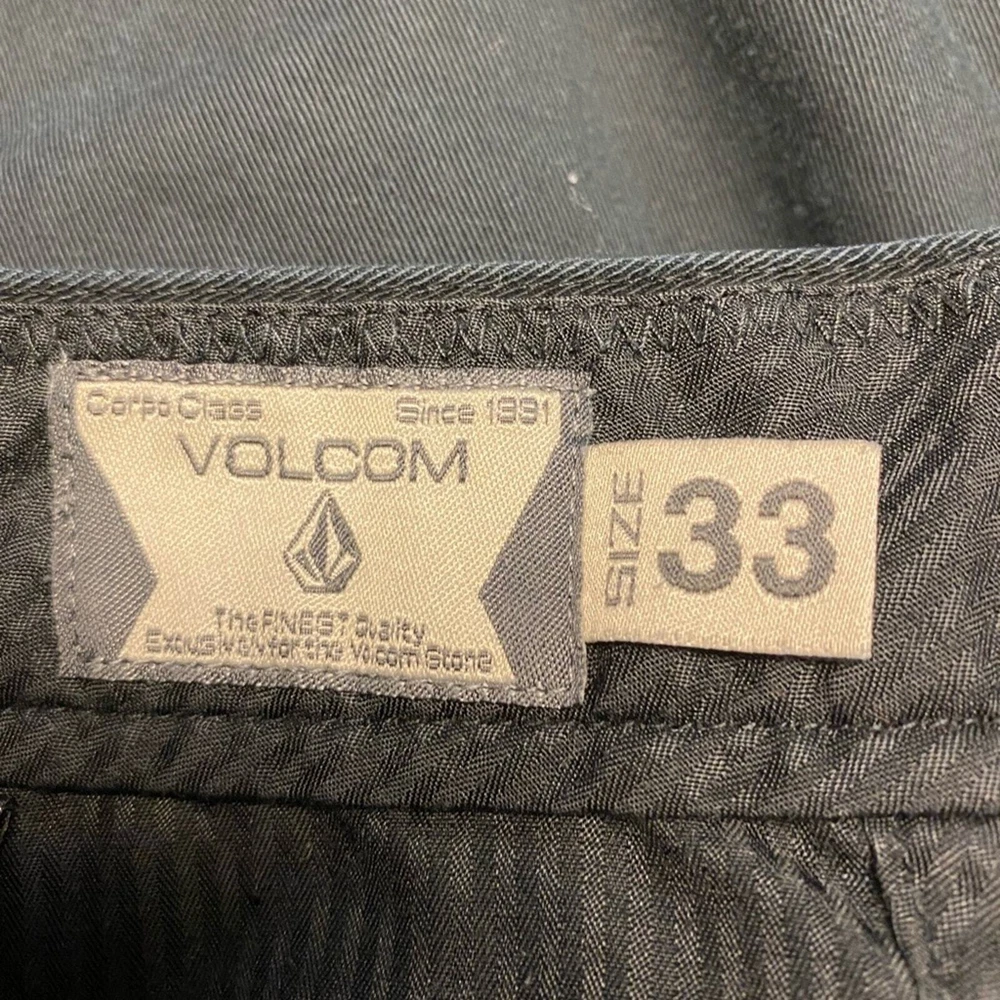 Corpo Class Since 1991
VOLCOM
The FINEST Quality
Exclusively for the Volcom Stone
SIZE 33